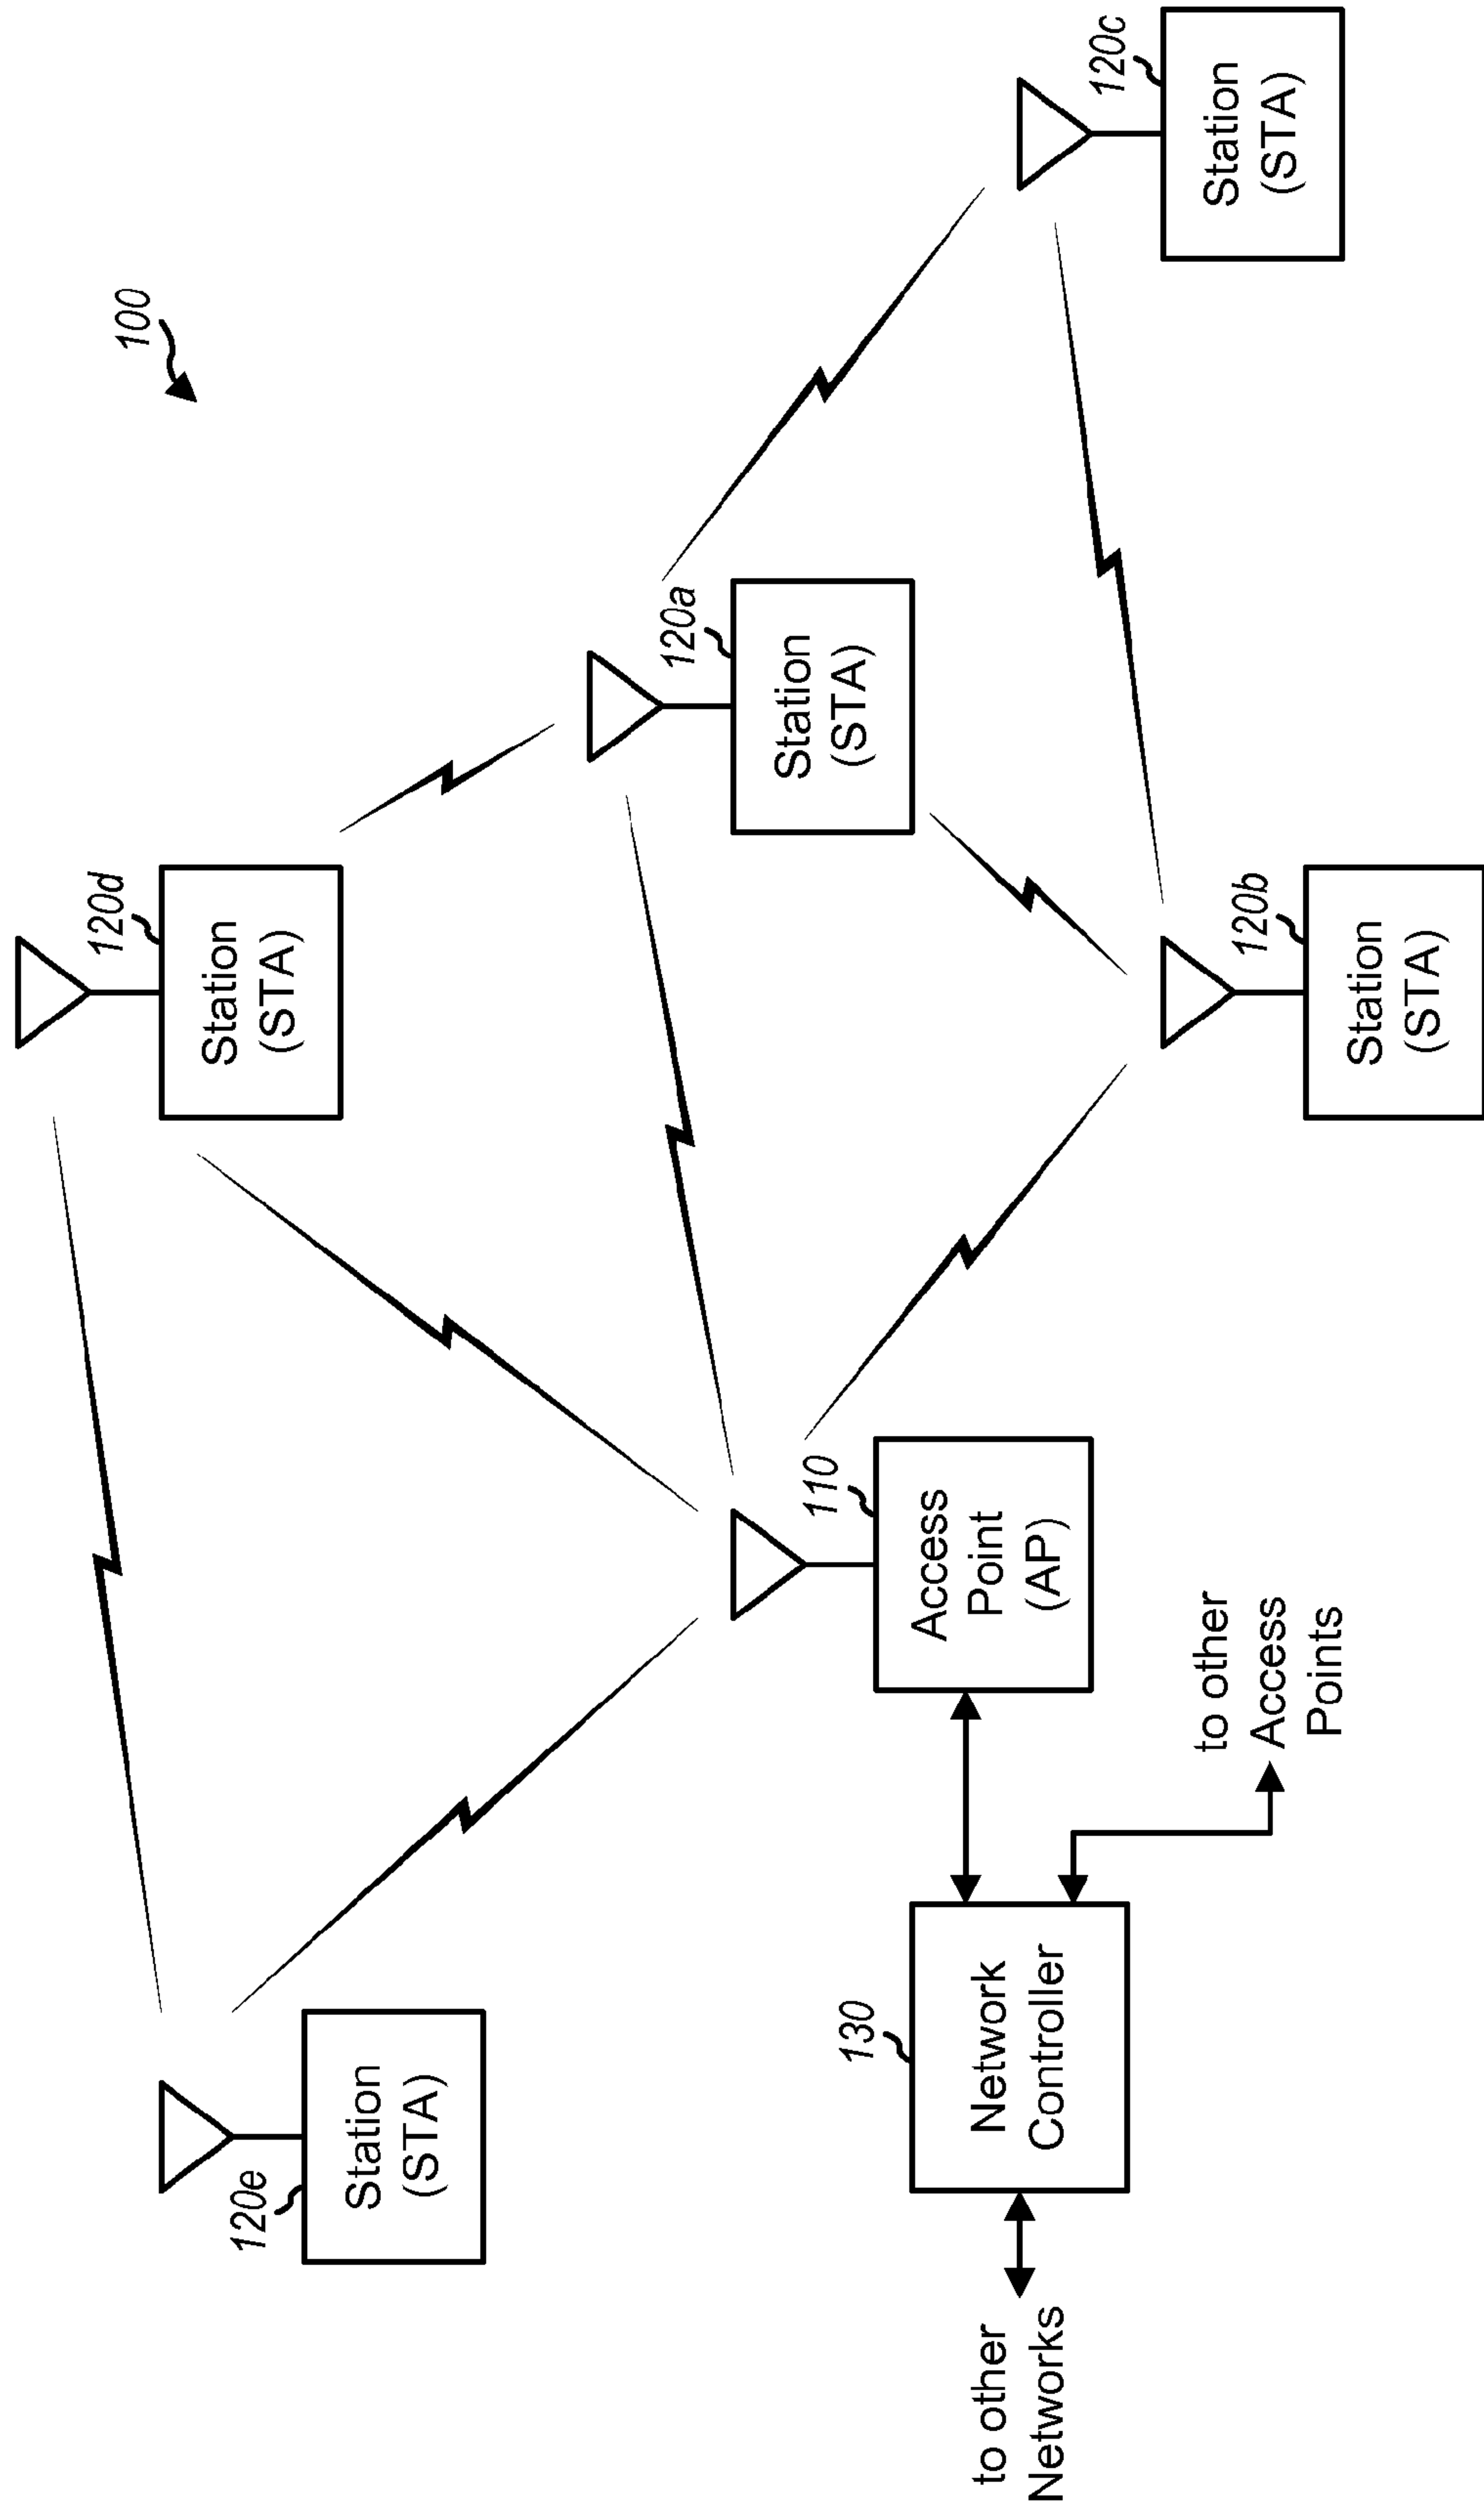 100
120e
Station
(STA)
120d
Station
(STA)
120a
Station
(STA)
120c
Station
(STA)
110
Access
Point
(AP)
120b
Station
(STA)
130
Network
Controller
to other
Networks
to other
Access
Points